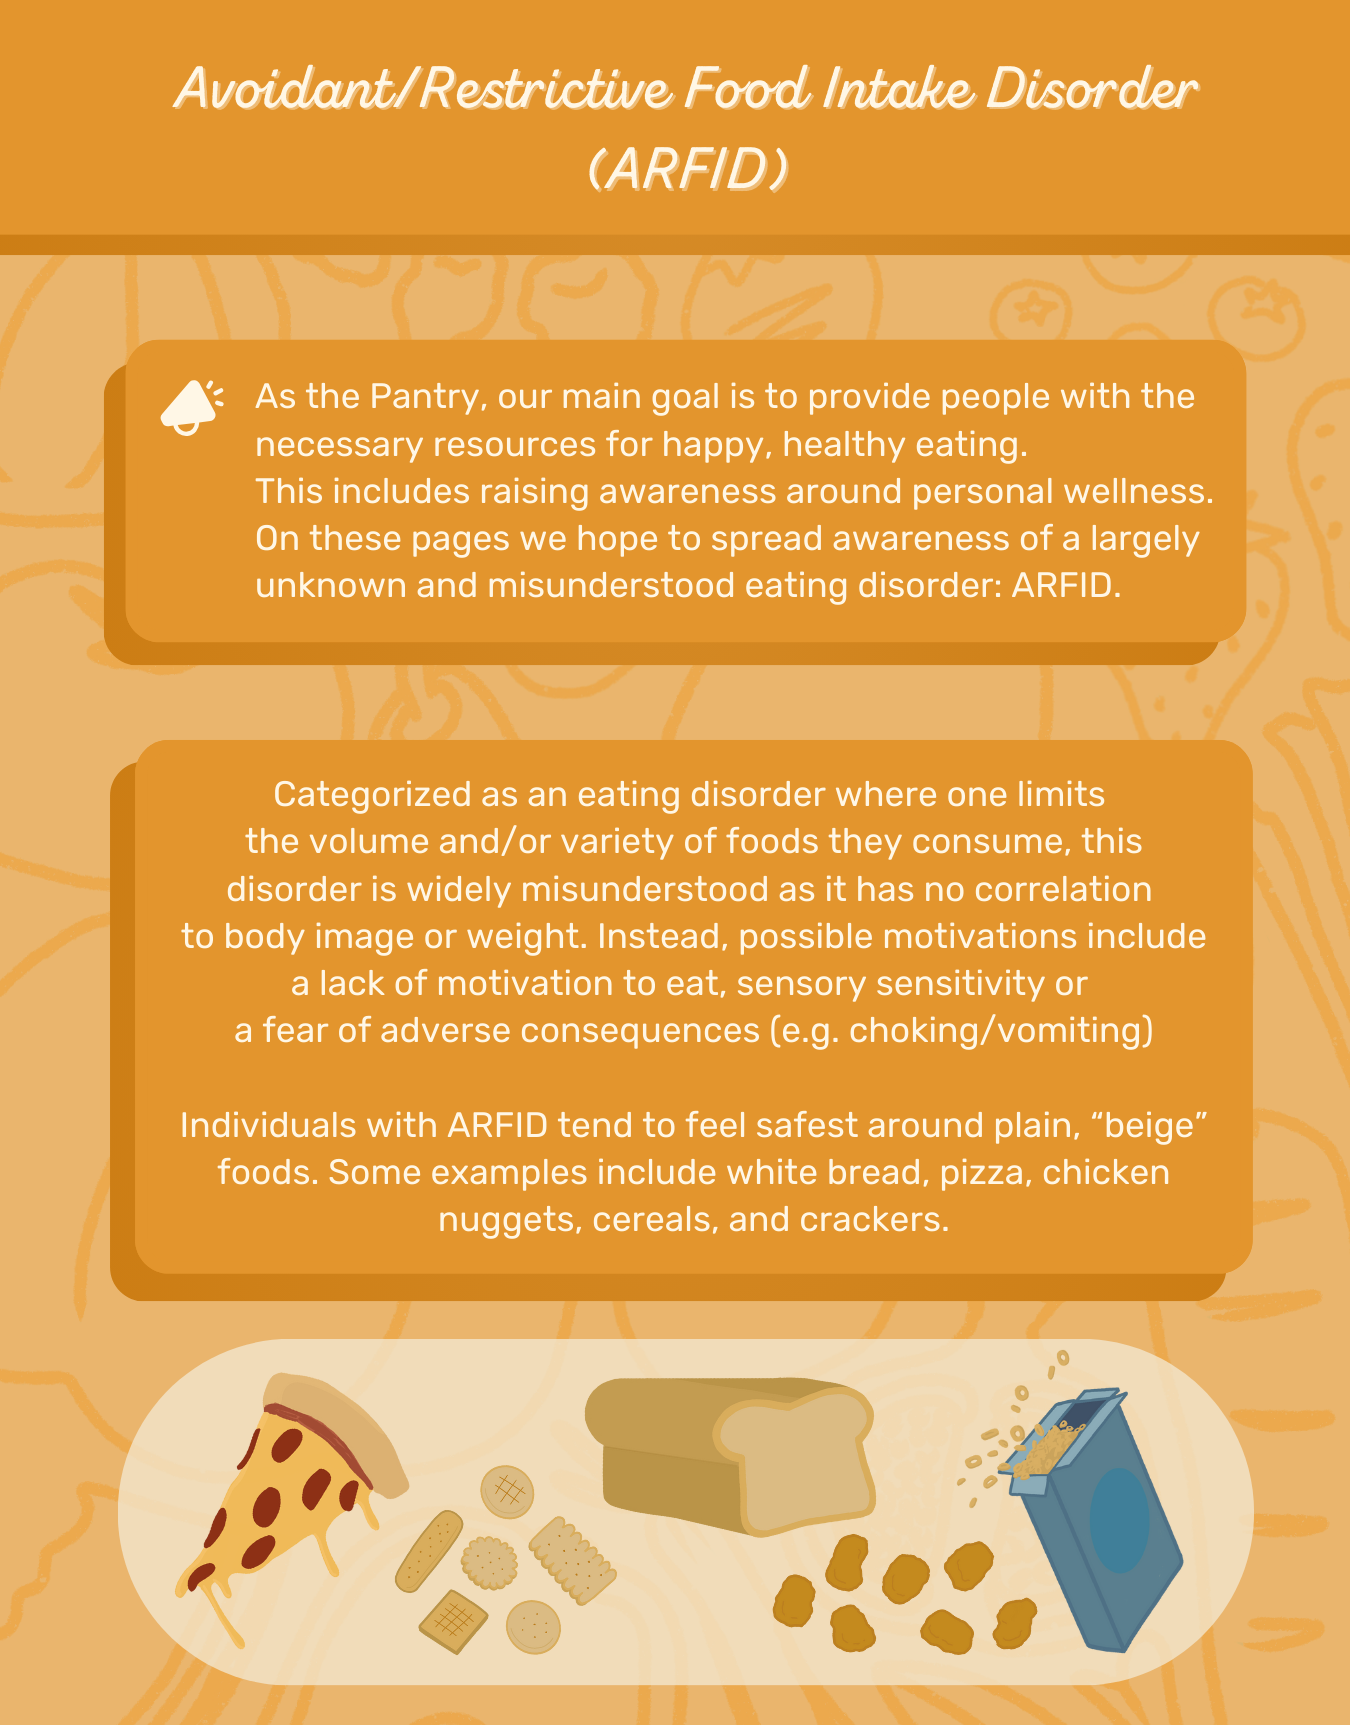 Avoidant/Restrictive Food Intake Disorder
(ARFID)
As the Pantry, our main goal is to provide people with the
necessary resources for happy, healthy eating.
This includes raising awareness around personal wellness.
On these pages we hope to spread awareness of a largely
unknown and misunderstood eating disorder: ARFID.
Categorized as an eating disorder where one limits
the volume and/or variety of foods they consume, this
disorder is widely misunderstood as it has no correlation
to body image or weight. Instead, possible motivations include
a lack of motivation to eat, sensory sensitivity or
a fear of adverse consequences (e.g. choking/vomiting)
Individuals with ARFID tend to feel safest around plain, “beige”
foods. Some examples include white bread, pizza, chicken
nuggets, cereals, and crackers.